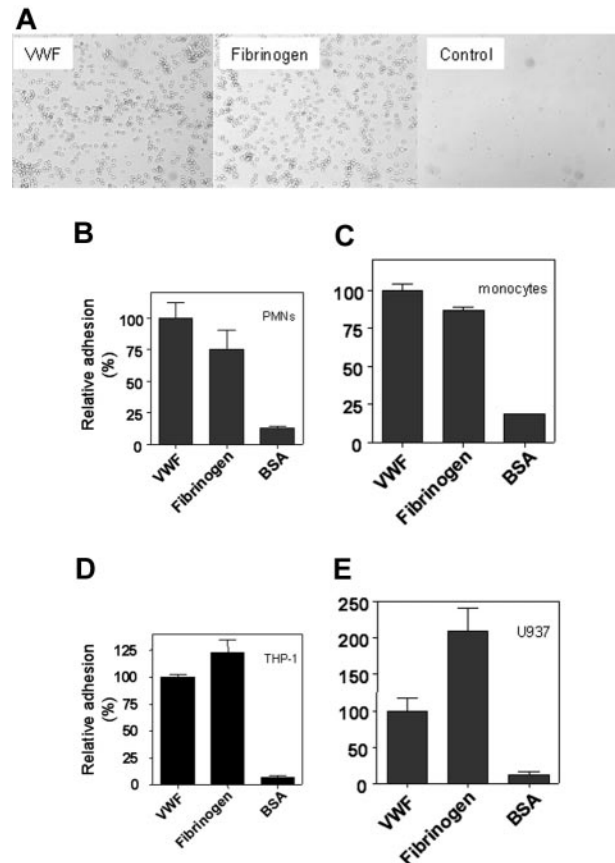 A
VWF
Fibrinogen
Control
B
Relative adhesion
(%)
100
75
50
25
0
PMNs
VWF
Fibrinogen
BSA
C
100
75
50
25
0
monocytes
VWF
Fibrinogen
BSA
D
Relative adhesion
(%)
125
100
75
50
25
0
THP-1
VWF
Fibrinogen
BSA
E
250
200
150
100
50
0
U937
VWF
Fibrinogen
BSA